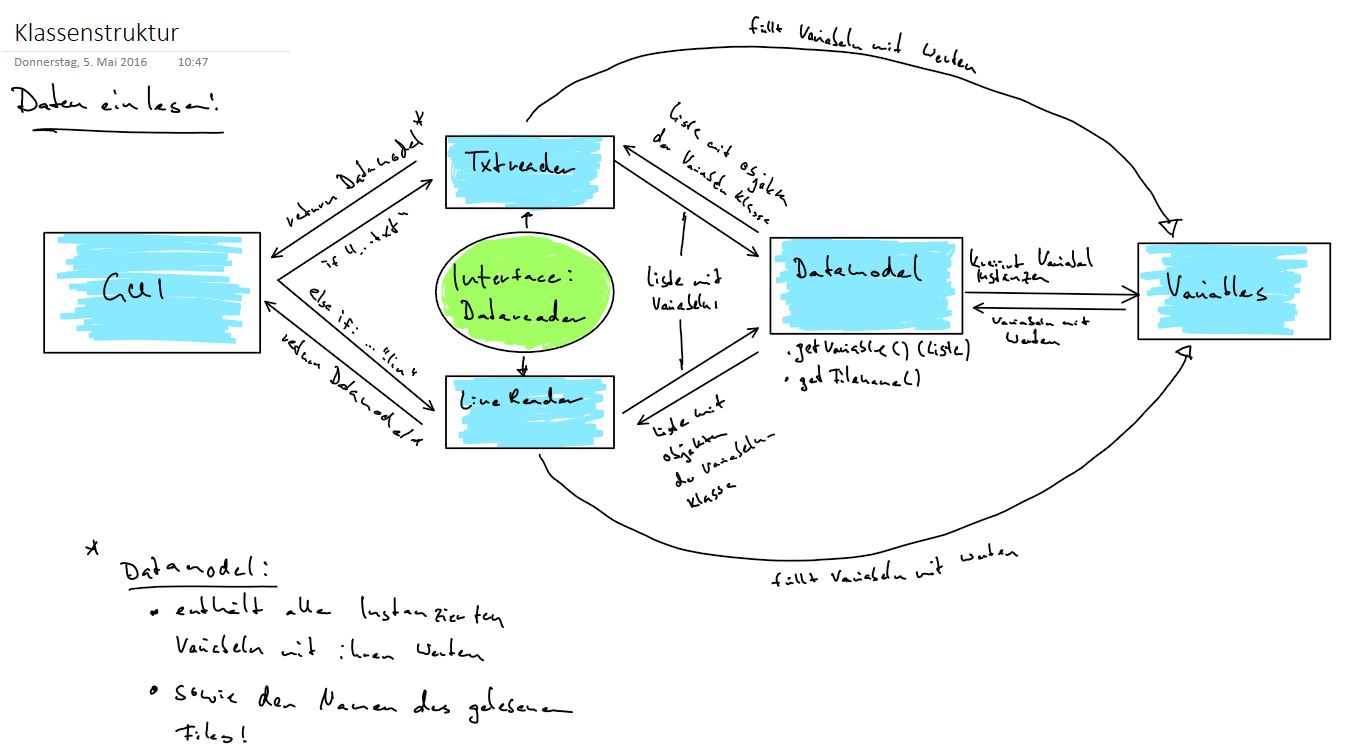 Klassenstruktur
Donnerstag, 5. Mai 2016 10:47
Daten einlesen:
füllt Variabeln mit Werten
return Datamodel *
if "...txt"
else if: ... "lin"
return Datamodel *
Txtreader
Interface:
Datareader
LineReader
GUI
Liste mit Objekten
der Variabeln Klasse
Liste mit
Variabeln
Liste mit
Objekten
der Variabeln-
Klasse
Datamodel
• getVariable() (Liste)
• getFilename()
Kreiert Variabel
Instanzen
Variabeln mit
Werten
Variables
füllt Variabeln mit Werten
*
Datamodel:
• enthält alle Instanzierten
Variabeln mit ihren Werten
• sowie den Namen des gelesenen
Files!